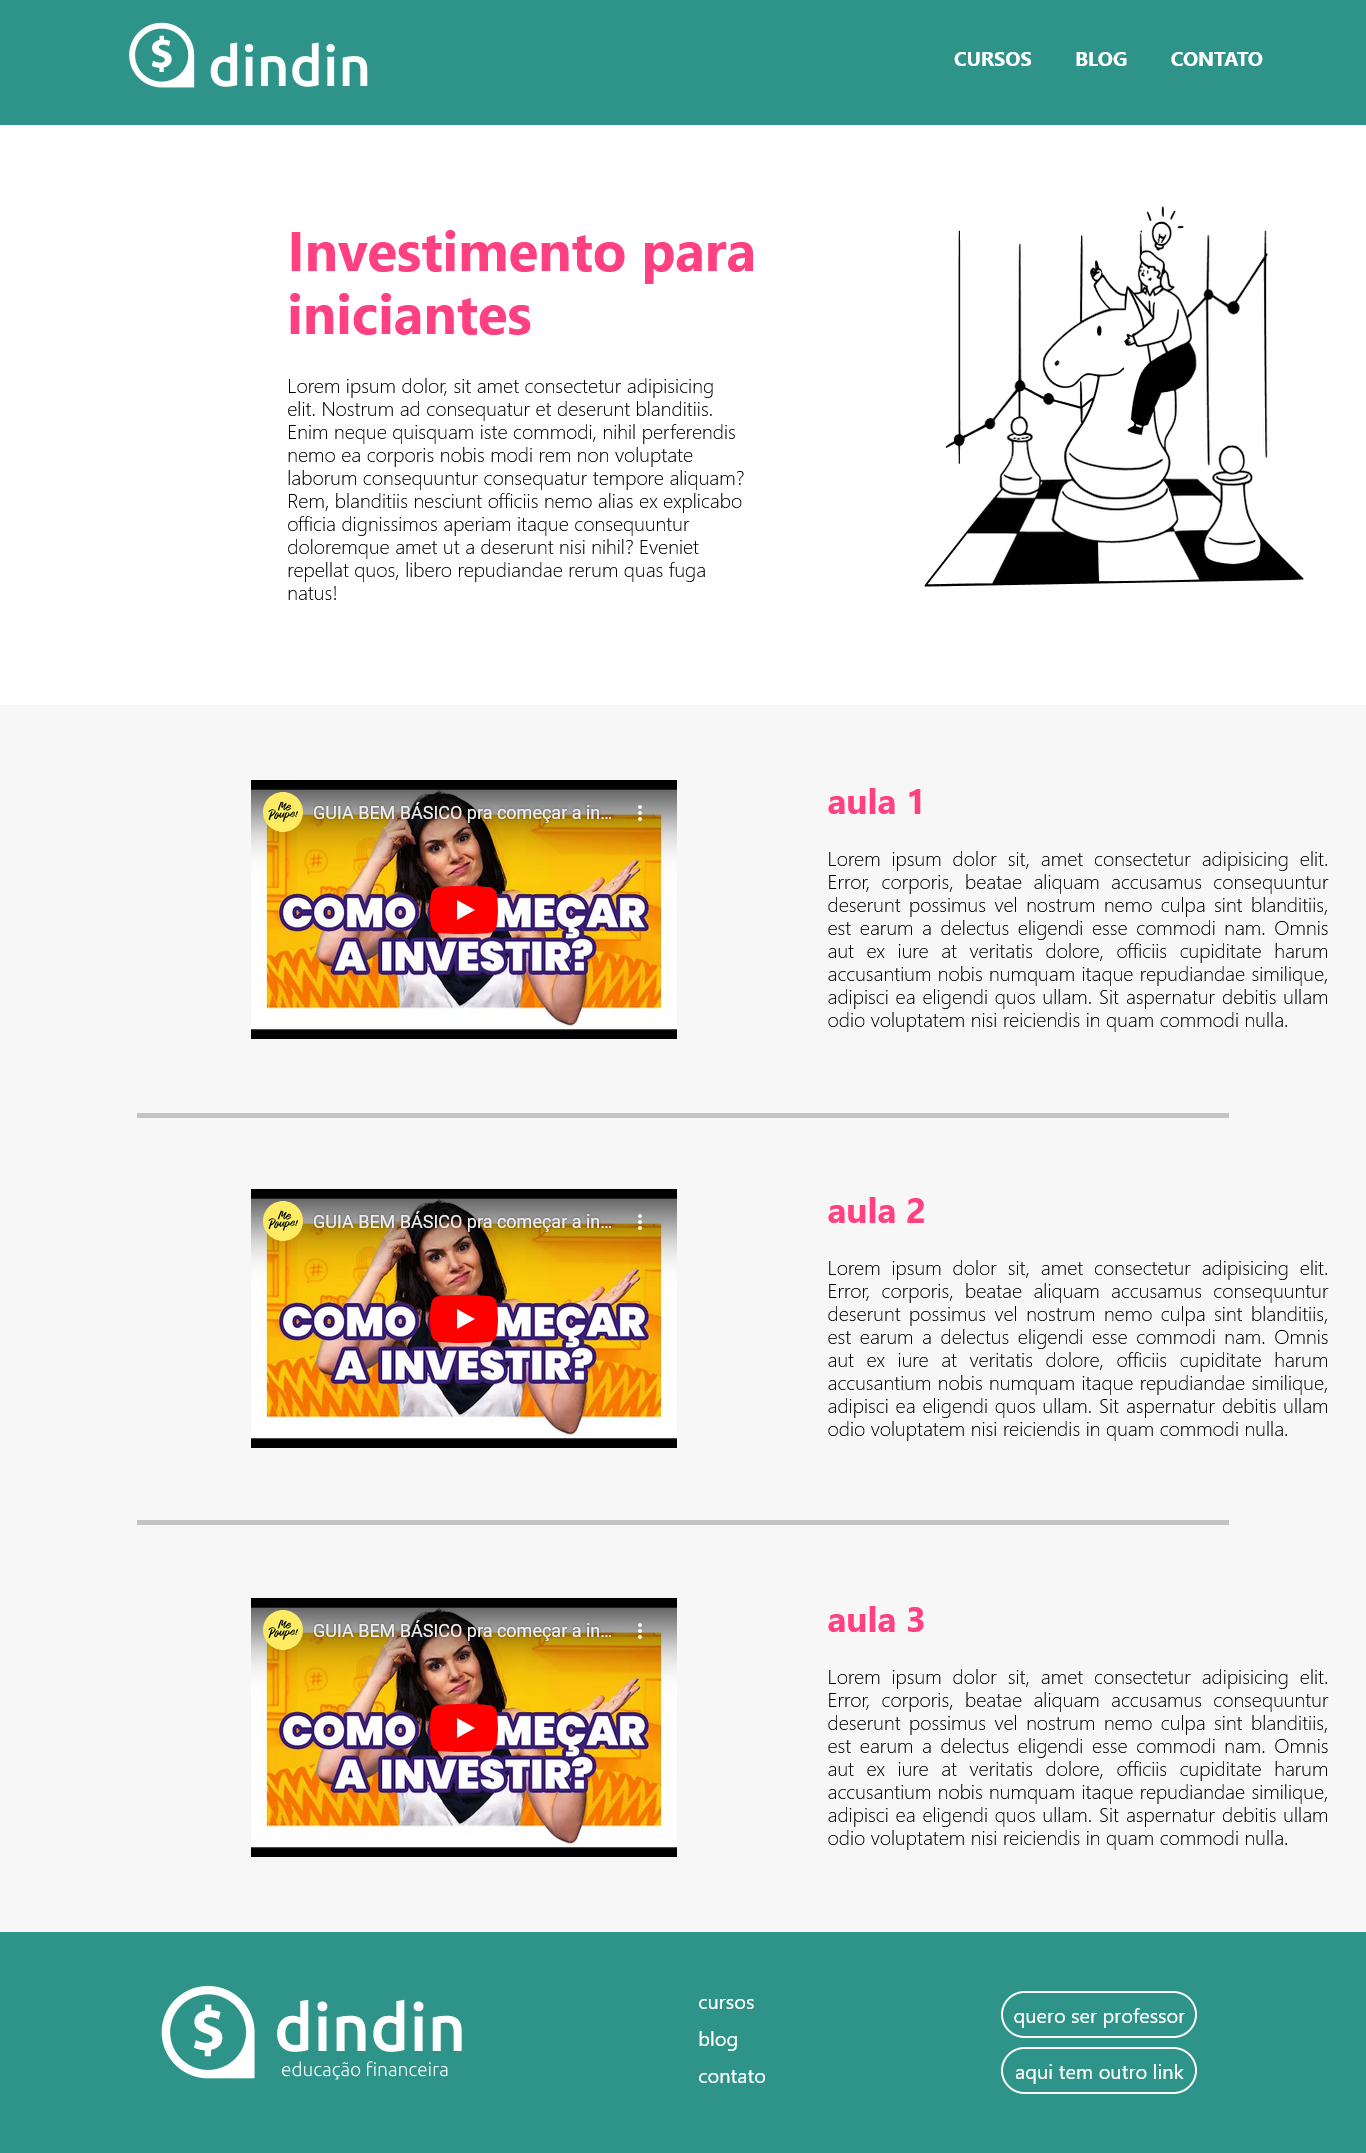 $ dindin
CURSOS BLOG CONTATO
Investimento para
iniciantes
Lorem ipsum dolor, sit amet consectetur adipisicing
elit. Nostrum ad consequatur et deserunt blanditiis.
Enim neque quisquam iste commodi, nihil perferendis
nemo ea corporis nobis modi rem non voluptate
laborum consequuntur consequatur tempore aliquam?
Rem, blanditiis nesciunt officiis nemo alias ex explicabo
officia dignissimos aperiam itaque consequuntur
doloremque amet ut a deserunt nisi nihil? Eveniet
repellat quos, libero repudiandae rerum quas fuga
natus!
Me
Poupe!
GUIA BEM BÁSICO pra começar a in...
COMO MEÇAR
A INVESTIR?
aula 1
Lorem ipsum dolor sit, amet consectetur adipisicing elit.
Error, corporis, beatae aliquam accusamus consequuntur
deserunt possimus vel nostrum nemo culpa sint blanditiis,
est earum a delectus eligendi esse commodi nam. Omnis
aut ex iure at veritatis dolore, officiis cupiditate harum
accusantium nobis numquam itaque repudiandae similique,
adipisci ea eligendi quos ullam. Sit aspernatur debitis ullam
odio voluptatem nisi reiciendis in quam commodi nulla.
Me
Poupe!
GUIA BEM BÁSICO pra começar a in...
COMO MEÇAR
A INVESTIR?
aula 2
Lorem ipsum dolor sit, amet consectetur adipisicing elit.
Error, corporis, beatae aliquam accusamus consequuntur
deserunt possimus vel nostrum nemo culpa sint blanditiis,
est earum a delectus eligendi esse commodi nam. Omnis
aut ex iure at veritatis dolore, officiis cupiditate harum
accusantium nobis numquam itaque repudiandae similique,
adipisci ea eligendi quos ullam. Sit aspernatur debitis ullam
odio voluptatem nisi reiciendis in quam commodi nulla.
Me
Poupe!
GUIA BEM BÁSICO pra começar a in...
COMO MEÇAR
A INVESTIR?
aula 3
Lorem ipsum dolor sit, amet consectetur adipisicing elit.
Error, corporis, beatae aliquam accusamus consequuntur
deserunt possimus vel nostrum nemo culpa sint blanditiis,
est earum a delectus eligendi esse commodi nam. Omnis
aut ex iure at veritatis dolore, officiis cupiditate harum
accusantium nobis numquam itaque repudiandae similique,
adipisci ea eligendi quos ullam. Sit aspernatur debitis ullam
odio voluptatem nisi reiciendis in quam commodi nulla.
$ dindin
educação financeira
cursos
blog
contato
quero ser professor
aqui tem outro link